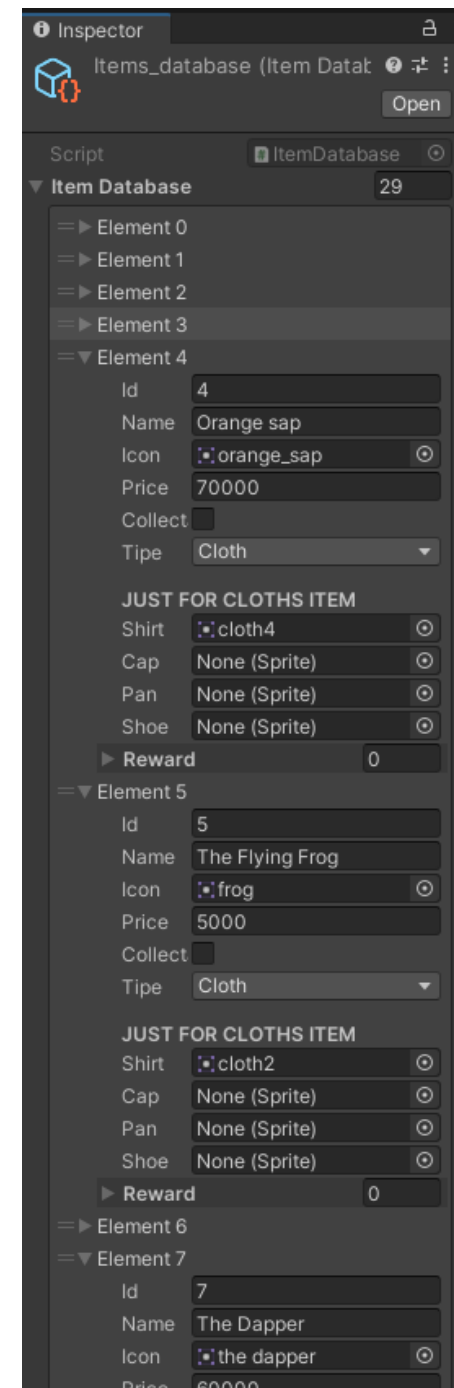 Inspector
Items_database (Item Datab
Open
Script ItemDatabase
Item Database 29
Element 0
Element 1
Element 2
Element 3
Element 4
Id 4
Name Orange sap
Icon orange_sap
Price 70000
Collect
Tipe Cloth
JUST FOR CLOTHS ITEM
Shirt cloth4
Cap None (Sprite)
Pan None (Sprite)
Shoe None (Sprite)
Reward 0
Element 5
Id 5
Name The Flying Frog
Icon frog
Price 5000
Collect
Tipe Cloth
JUST FOR CLOTHS ITEM
Shirt cloth2
Cap None (Sprite)
Pan None (Sprite)
Shoe None (Sprite)
Reward 0
Element 6
Element 7
Id 7
Name The Dapper
Icon the dapper
Price 60000